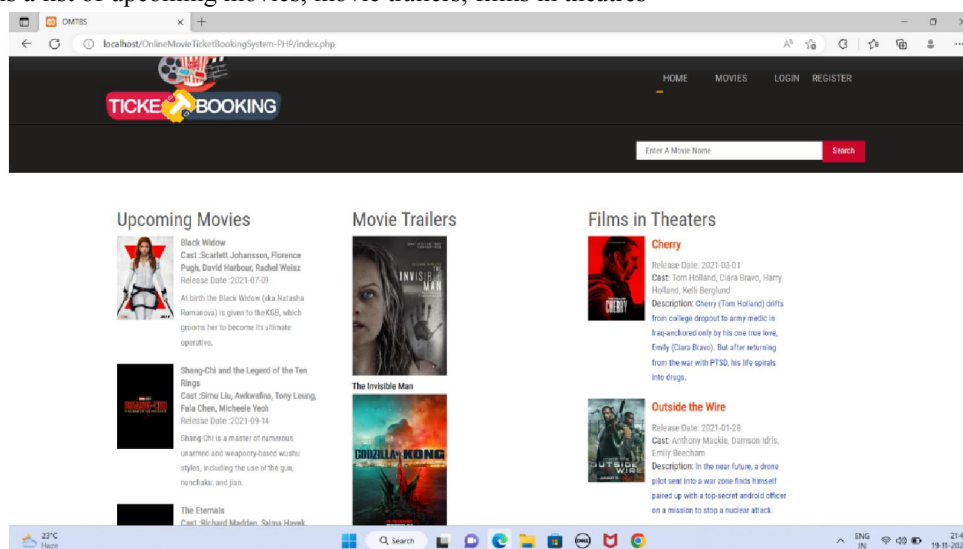 is a list of upcoming movies, movie trailers, films in theatres
OMTBS
localhost/OnlineMovieTicketBookingSystem-PHP/index.php
TICKET BOOKING
HOME MOVIES LOGIN REGISTER
Enter A Movie Name Search
Upcoming Movies
Black Widow
Cast :Scarlett Johansson, Florence
Pugh, David Harbour, Rachel Weisz
Release Date :2021-07-09
At birth the Black Widow (aka Natasha
Romanova) is given to the KGB, which
grooms her to become its ultimate
operative.
Shang-Chi and the Legend of the Ten
Rings
Cast :Simu Liu, Awkwafina, Tony Leung,
Fala Chen, Micheele Yeoh
Release Date :2021-09-14
Shang-Chi is a master of numerous
unarmed and weaponry-based wushu
styles, including the use of the gun,
nunchaku, and jian.
The Eternals
Cast :Richard Madden, Salma Hayek,
Movie Trailers
THE
INVISIBLE
MAN
The Invisible Man
GODZILLA KONG
Films in Theaters
CHERRY
Cherry
Release Date: 2021-03-01
Cast: Tom Holland, Ciara Bravo, Harry
Holland, Kelli Berglund
Description: Cherry (Tom Holland) drifts
from college dropout to army medic in
Iraq-anchored only by his one true love,
Emily (Ciara Bravo). But after returning
from the war with PTSD, his life spirals
into drugs.
OUTSIDE
THE WIRE
Outside the Wire
Release Date: 2021-01-28
Cast: Anthony Mackie, Damson Idris,
Emily Beecham
Description: In the near future, a drone
pilot sent into a war zone finds himself
paired up with a top-secret android officer
on a mission to stop a nuclear attack.
23°C
Haze
Search
DELL
ENG
IN
21:4
19-11-202